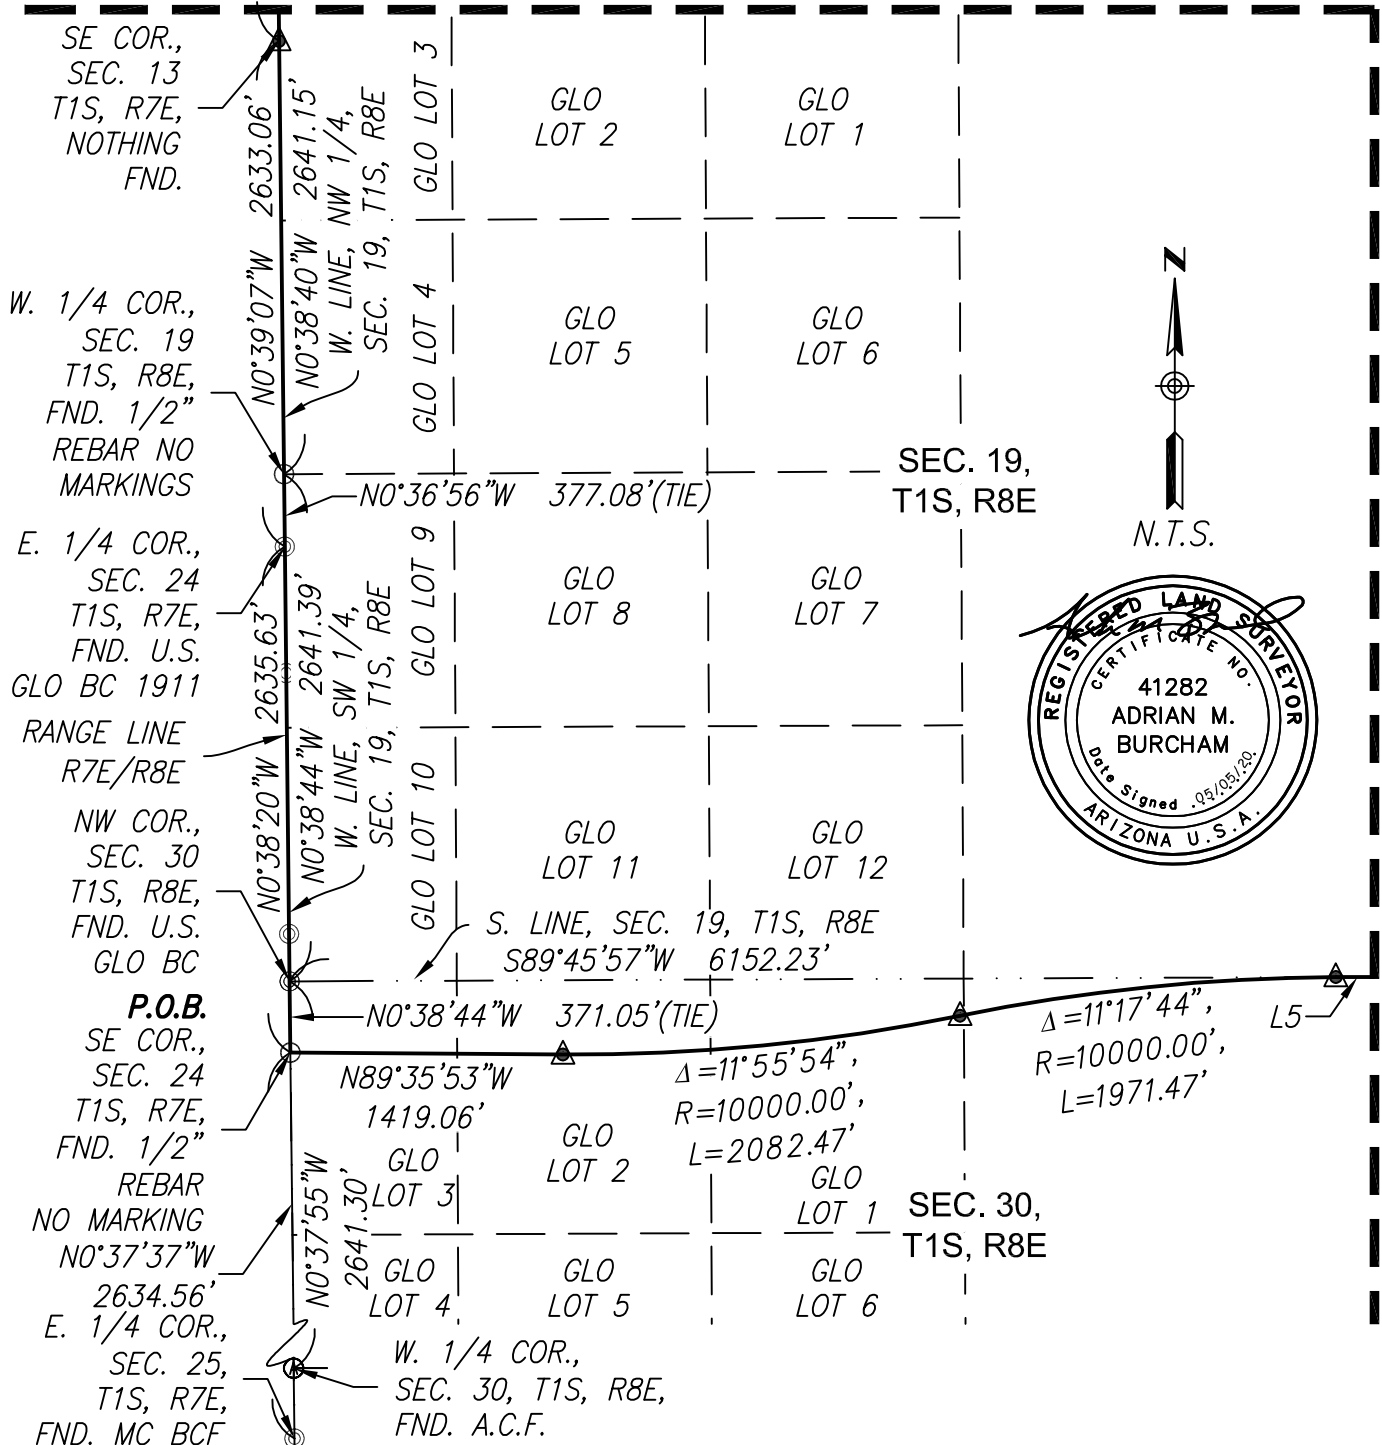 SE COR.,
SEC. 13
T1S, R7E,
NOTHING
FND.
N0°39'07"W 2633.06'
N0°38'40"W 2641.15'
W. LINE, NW 1/4,
SEC. 19, T1S, R8E
GLO LOT 3
GLO
LOT 2
GLO
LOT 1
W. 1/4 COR.,
SEC. 19
T1S, R8E,
FND. 1/2"
REBAR NO
MARKINGS
GLO LOT 4
GLO
LOT 5
GLO
LOT 6
N
N.T.S.
SEC. 19,
T1S, R8E
N0°36'56"W 377.08'(TIE)
E. 1/4 COR.,
SEC. 24
T1S, R7E,
FND. U.S.
GLO BC 1911
RANGE LINE
R7E/R8E
N0°38'20"W 2635.63'
N0°38'44"W 2641.39'
W. LINE, SW 1/4,
SEC. 19, T1S, R8E
GLO LOT 9
GLO
LOT 8
GLO
LOT 7
REGISTERED LAND SURVEYOR
CERTIFICATE NO.
41282
ADRIAN M.
BURCHAM
Date Signed .05/05/20.
ARIZONA U.S.A.
NW COR.,
SEC. 30
T1S, R8E,
FND. U.S.
GLO BC
GLO LOT 10
GLO
LOT 11
GLO
LOT 12
S. LINE, SEC. 19, T1S, R8E
S89°45'57"W 6152.23'
P.O.B.
SE COR.,
SEC. 24
T1S, R7E,
FND. 1/2"
REBAR
NO MARKING
N0°38'44"W 371.05'(TIE)
N89°35'53"W
1419.06'
Δ=11°55'54",
R=10000.00',
L=2082.47'
Δ=11°17'44",
R=10000.00',
L=1971.47'
L5
GLO
LOT 3
GLO
LOT 2
GLO
LOT 1
SEC. 30,
T1S, R8E
N0°37'37"W
2634.56'
N0°37'55"W
2641.30'
GLO
LOT 4
GLO
LOT 5
GLO
LOT 6
E. 1/4 COR.,
SEC. 25,
T1S, R7E,
FND. MC BCF
W. 1/4 COR.,
SEC. 30, T1S, R8E,
FND. A.C.F.